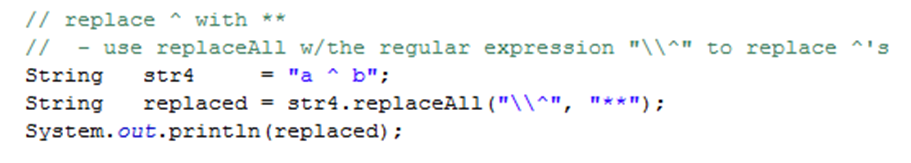 // replace ^ with **
//  - use replaceAll w/the regular expression "\\^" to replace ^'s
String   str4     = "a ^ b";
String   replaced = str4.replaceAll("\\^", "**");
System.out.println(replaced);